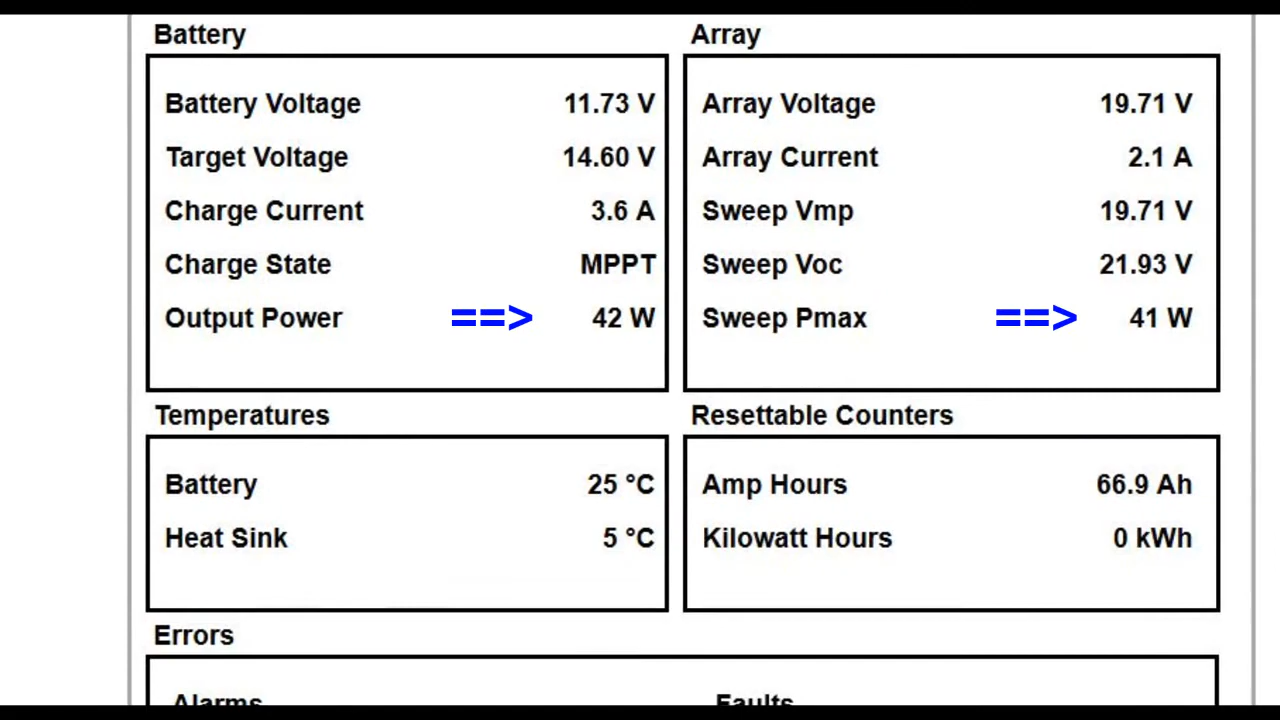 Battery
Battery Voltage 11.73 V
Target Voltage 14.60 V
Charge Current 3.6 A
Charge State MPPT
Output Power ==> 42 W
Array
Array Voltage 19.71 V
Array Current 2.1 A
Sweep Vmp 19.71 V
Sweep Voc 21.93 V
Sweep Pmax ==> 41 W
Temperatures
Battery 25 °C
Heat Sink 5 °C
Resettable Counters
Amp Hours 66.9 Ah
Kilowatt Hours 0 kWh
Errors
Alarms Faults